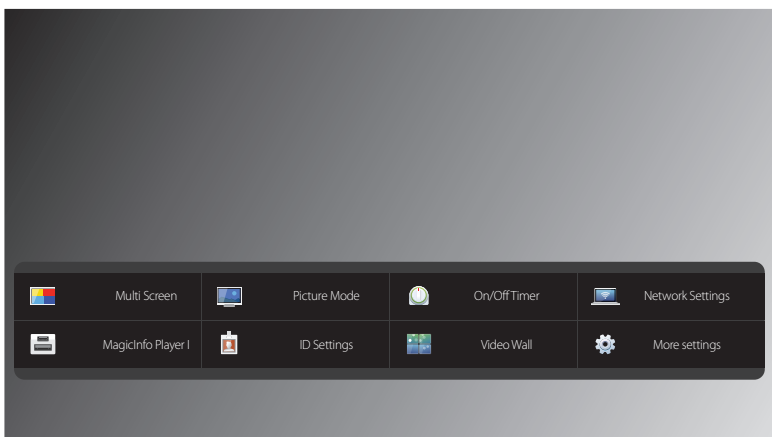 Multi Screen
Picture Mode
On/Off Timer
Network Settings
MagicInfo Player I
ID Settings
Video Wall
More settings